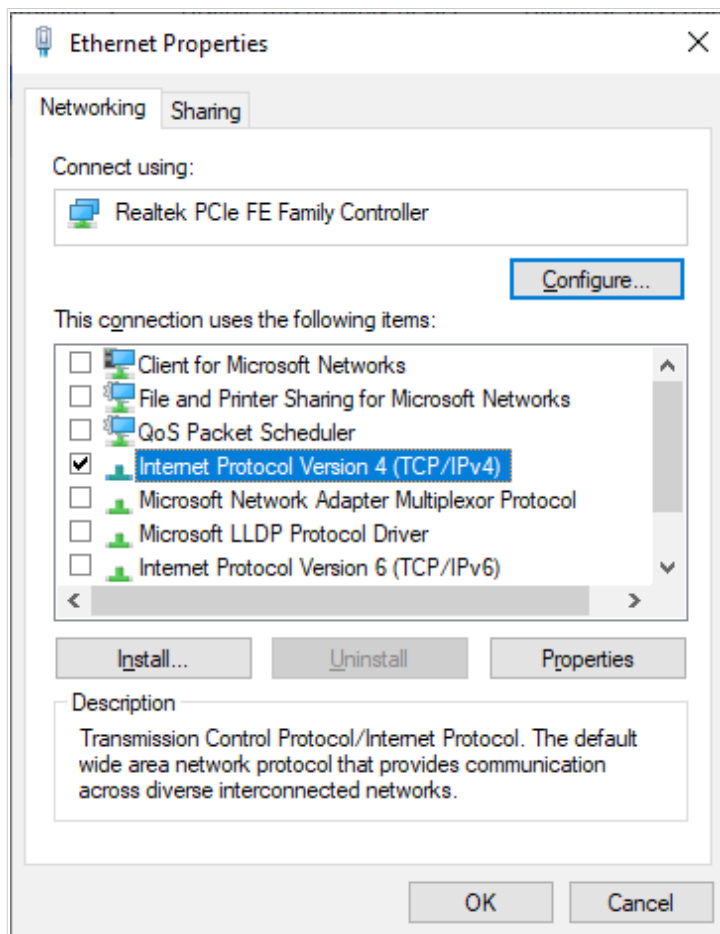 Ethernet Properties
Networking
Sharing
Connect using:
Realtek PCIe FE Family Controller
Configure...
This connection uses the following items:
Client for Microsoft Networks
File and Printer Sharing for Microsoft Networks
QoS Packet Scheduler
Internet Protocol Version 4 (TCP/IPv4)
Microsoft Network Adapter Multiplexor Protocol
Microsoft LLDP Protocol Driver
Internet Protocol Version 6 (TCP/IPv6)
Install...
Uninstall
Properties
Description
Transmission Control Protocol/Internet Protocol. The default
wide area network protocol that provides communication
across diverse interconnected networks.
OK
Cancel